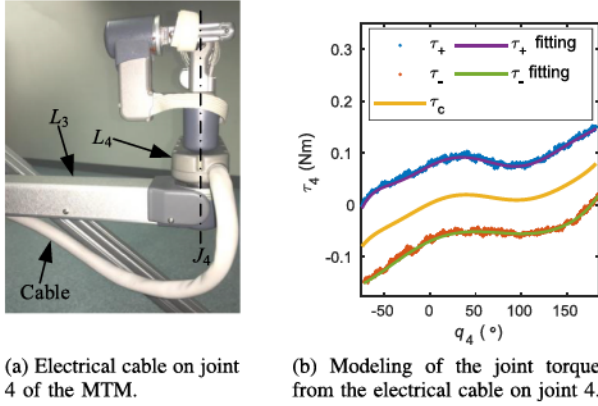 L3
L4
J4
Cable
0.3
0.2
0.1
0
-0.1
τ4 (Nm)
τ+ τ+ fitting
τ- τ- fitting
τc
-50 0 50 100 150
q4 (°)
(a) Electrical cable on joint
4 of the MTM.
(b) Modeling of the joint torque
from the electrical cable on joint 4.